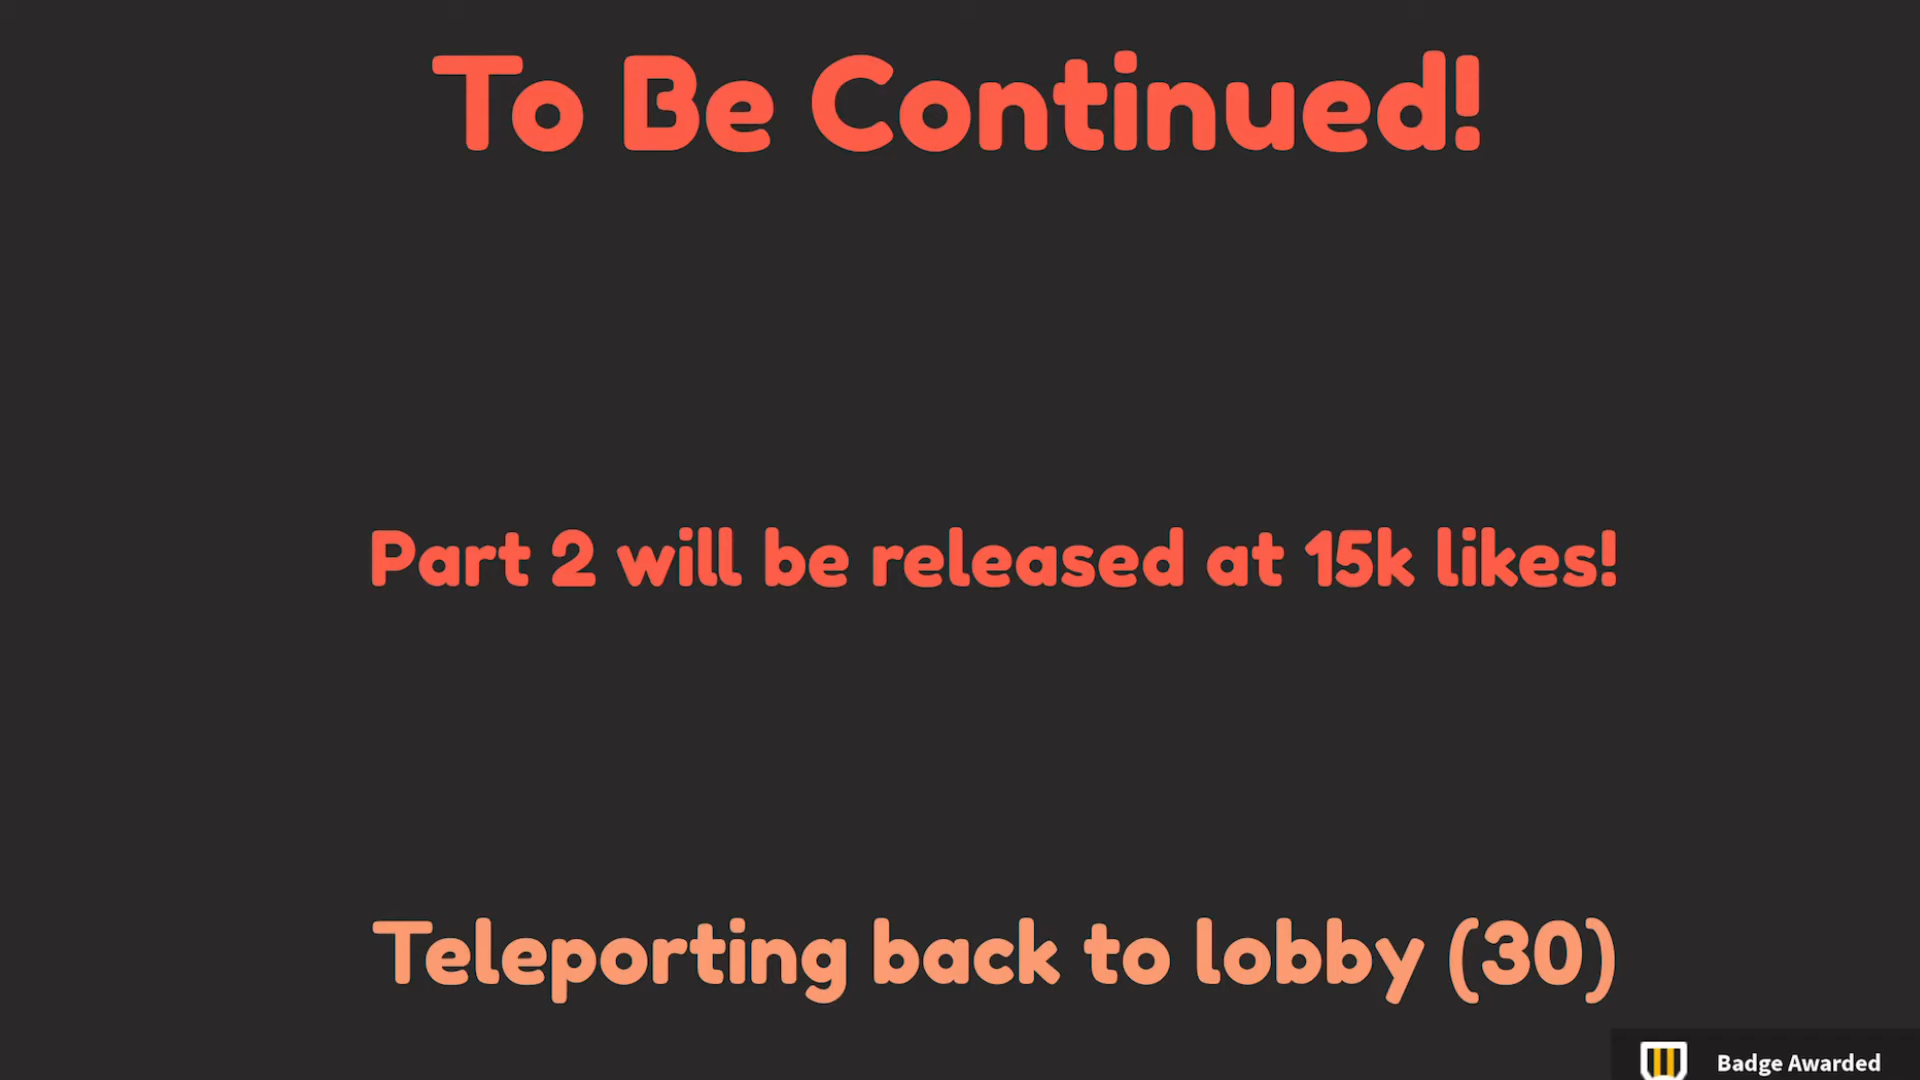 To Be Continued!
Part 2 will be released at 15k likes!
Teleporting back to lobby (30)
Badge Awarded